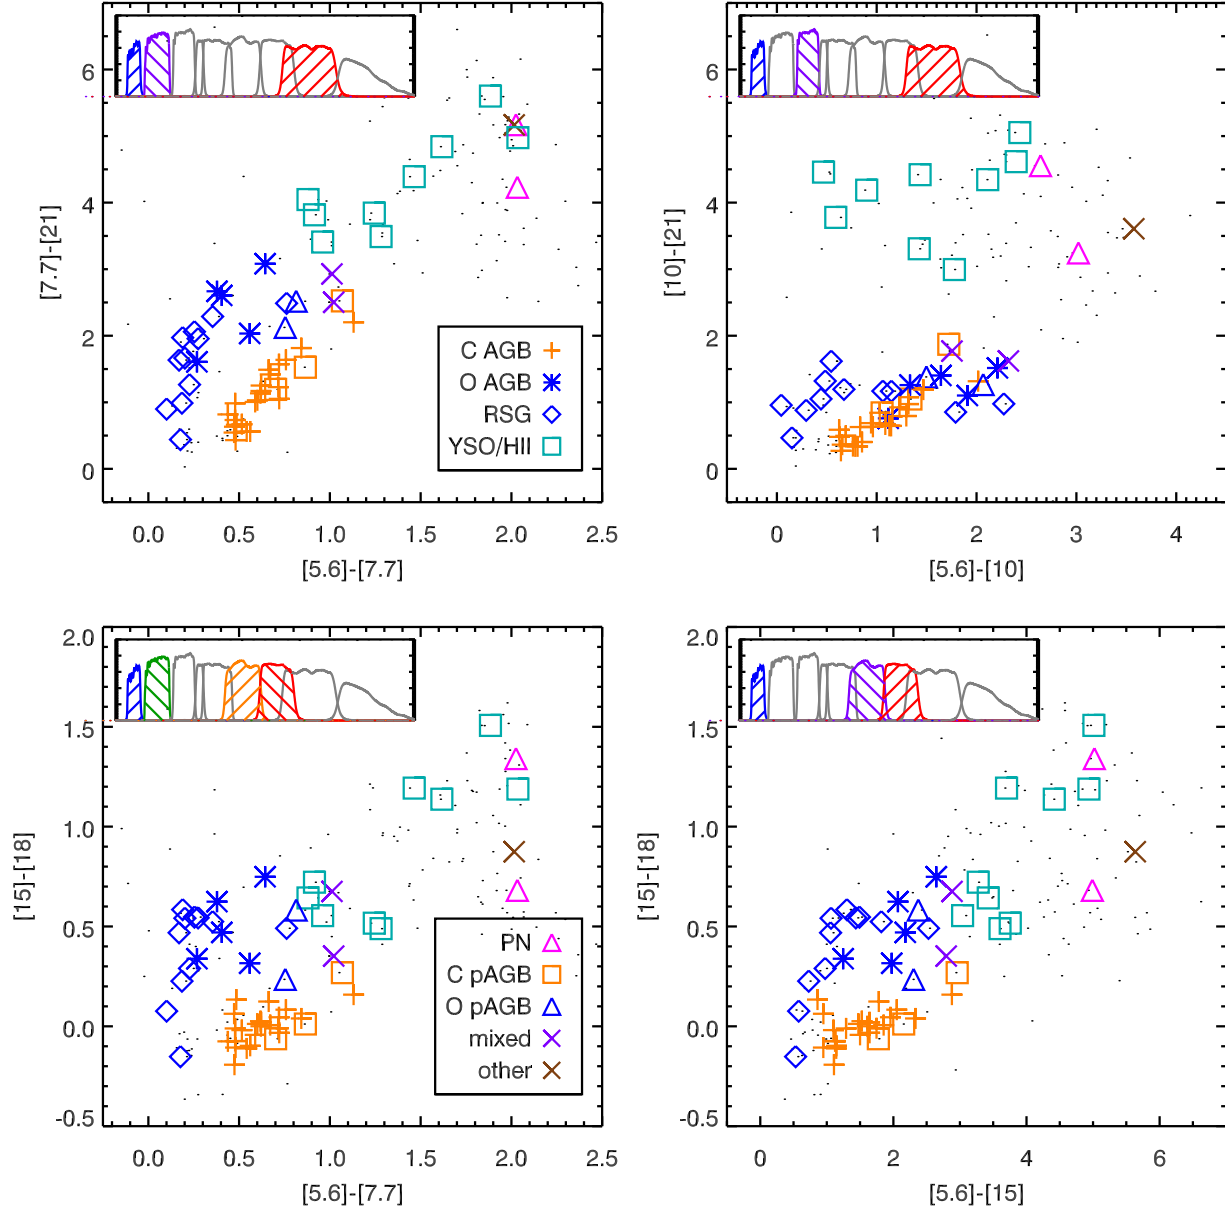 6
4
2
0
[7.7]-[21]
C AGB
O AGB
RSG
YSO/HII
0.0 0.5 1.0 1.5 2.0 2.5
[5.6]-[7.7]
6
4
2
0
[10]-[21]
0 1 2 3 4
[5.6]-[10]
2.0
1.5
1.0
0.5
0.0
-0.5
[15]-[18]
PN
C pAGB
O pAGB
mixed
other
0.0 0.5 1.0 1.5 2.0 2.5
[5.6]-[7.7]
2.0
1.5
1.0
0.5
0.0
-0.5
[15]-[18]
0 2 4 6
[5.6]-[15]